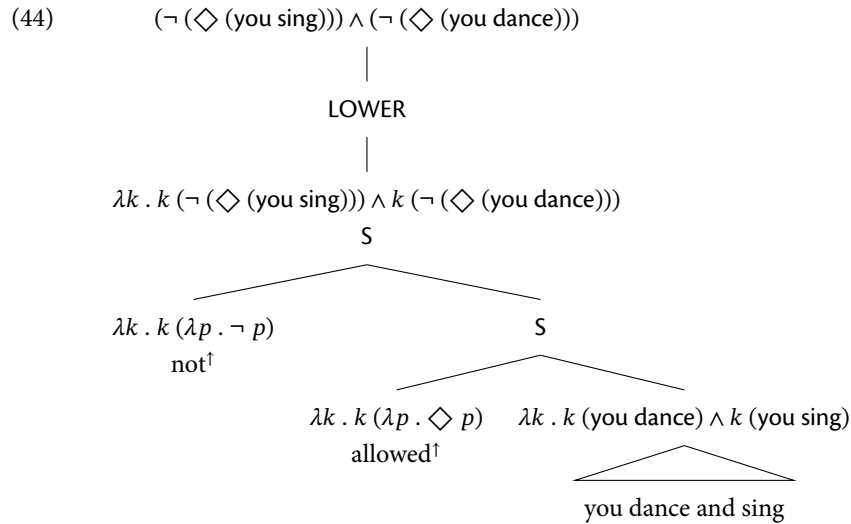 (44) (¬ (◇ (you sing))) ∧ (¬ (◇ (you dance)))
LOWER
λk . k (¬ (◇ (you sing))) ∧ k (¬ (◇ (you dance)))
S
λk . k (λp . ¬ p) S
not↑
λk . k (λp . ◇ p) λk . k (you dance) ∧ k (you sing)
allowed↑
you dance and sing